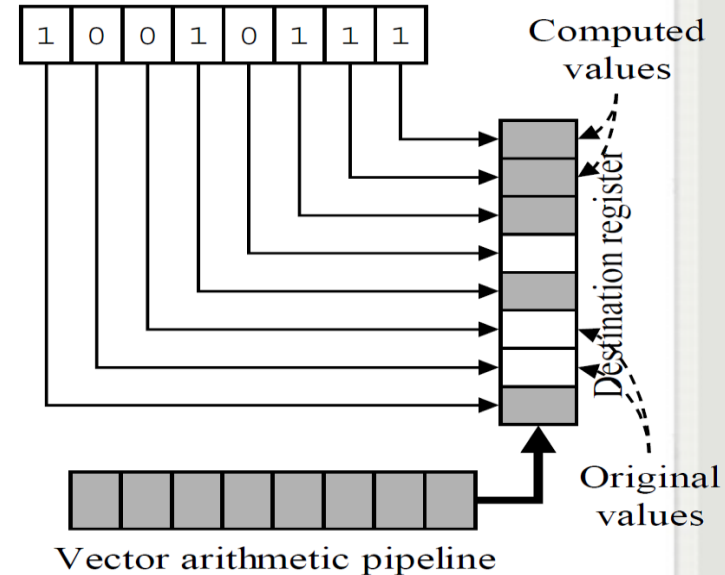 1 0 0 1 0 1 1 1
Computed
values
Destination register
Original
values
Vector arithmetic pipeline